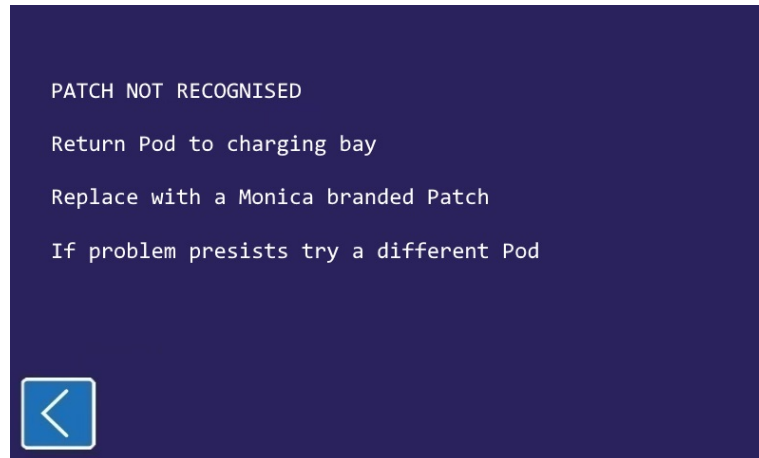 PATCH NOT RECOGNISED
Return Pod to charging bay
Replace with a Monica branded Patch
If problem presists try a different Pod